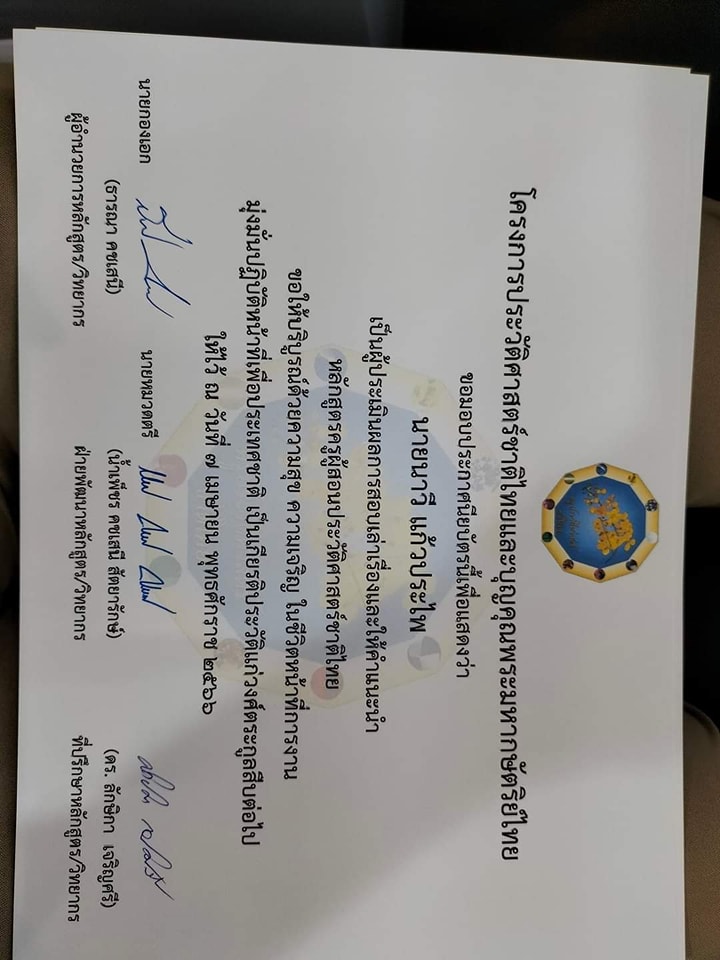 โครงการประวัติศาสตร์ชาติไทยและบุญคุณพระมหากษัตริย์ไทย
ขอมอบประกาศนียบัตรนี้เพื่อแสดงว่า
นายนาวี แก้วประไพ
เป็นผู้ประเมินผลการสอบเล่าเรื่องและให้คำแนะนำ
หลักสูตรครูผู้สอนประวัติศาสตร์ชาติไทย
ขอให้บริบูรณ์ด้วยความสุข ความเจริญ ในชีวิตหน้าที่การงาน
มุ่งมั่นปฏิบัติหน้าที่เพื่อประเทศชาติ เป็นเกียรติประวัติแก่วงศ์ตระกูลสืบต่อไป
ให้ไว้ ณ วันที่ ๗ เมษายน พุทธศักราช ๒๕๖๖
นายกองเอก
(ธารณา คชเสนี)
ผู้อำนวยการหลักสูตร/วิทยากร
นายหมวดตรี
(น้ำเพ็ชร คชเสนี สัตยารักษ์)
ฝ่ายพัฒนาหลักสูตร/วิทยากร
(ดร. ลักษิกา เจริญศรี)
ที่ปรึกษาหลักสูตร/วิทยากร